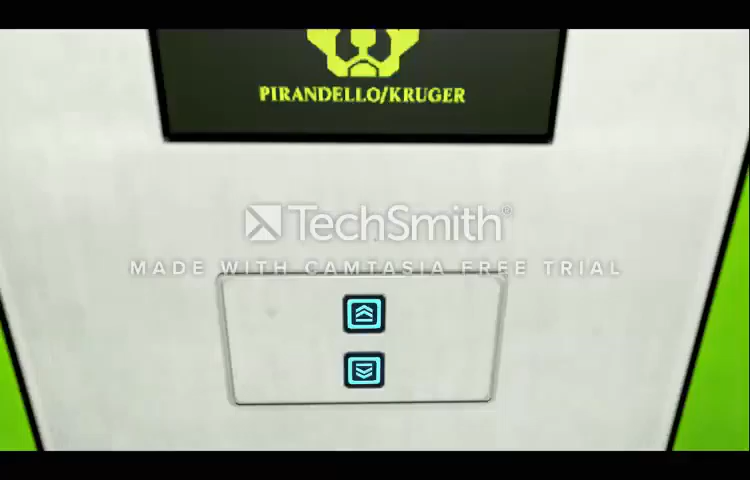 PIRANDELLO/KRUGER
TechSmith®
MADE WITH CAMTASIA FREE TRIAL